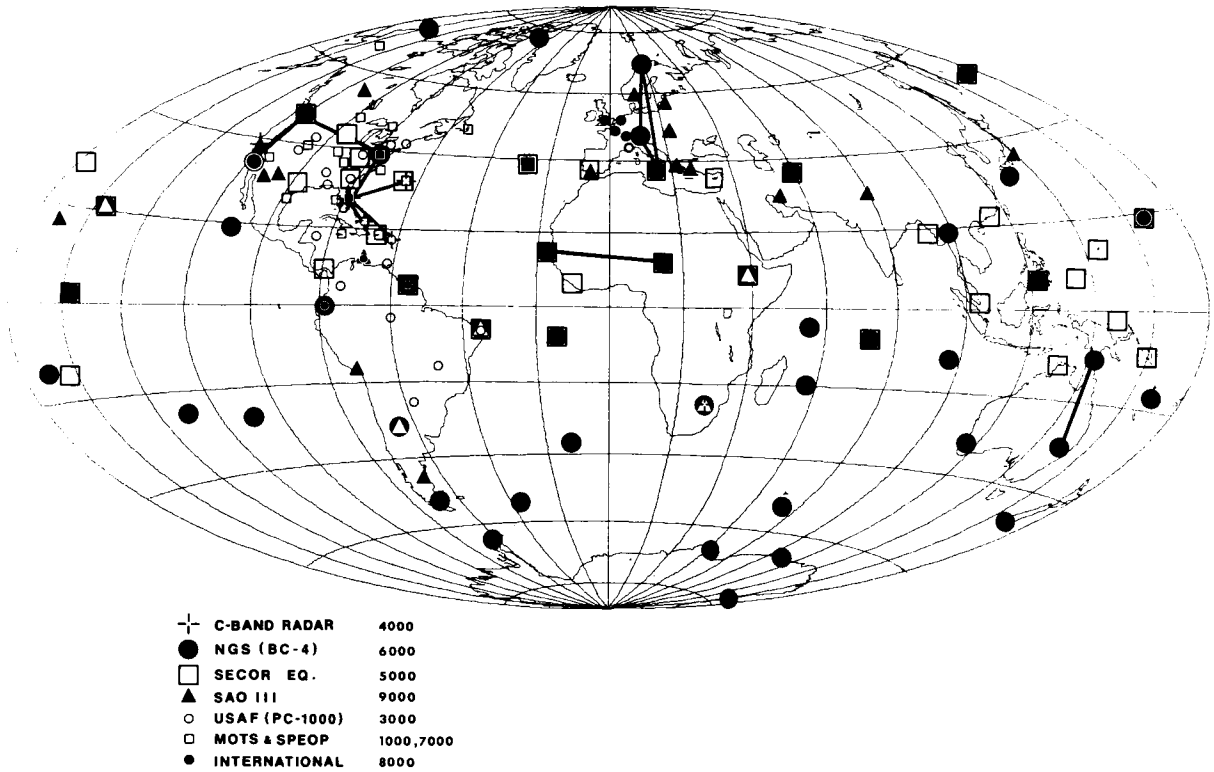 C-BAND RADAR 4000
NGS (BC-4) 6000
SECOR EQ. 5000
SAO III 9000
USAF (PC-1000) 3000
MOTS & SPEOP 1000,7000
INTERNATIONAL 8000